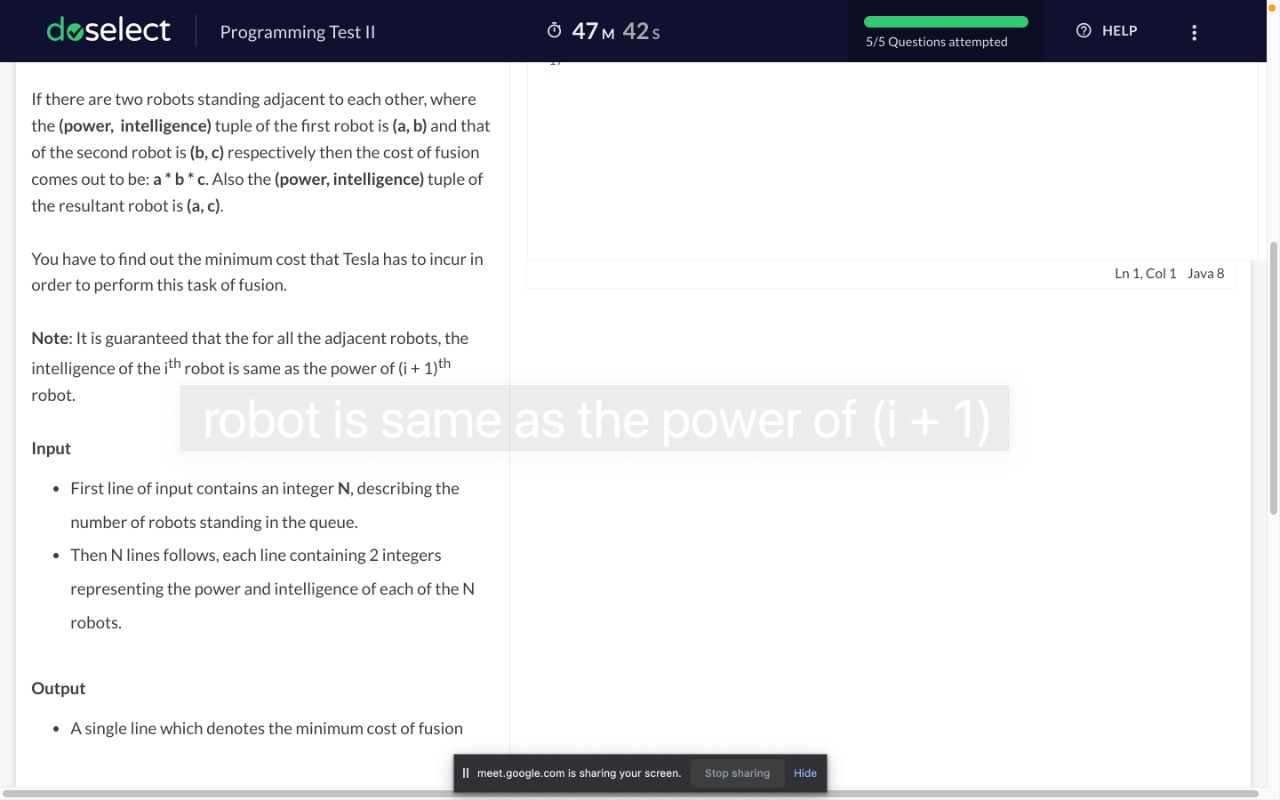 doselect
Programming Test II
47M 42S
5/5 Questions attempted
HELP
17
If there are two robots standing adjacent to each other, where
the (power, intelligence) tuple of the first robot is (a, b) and that
of the second robot is (b, c) respectively then the cost of fusion
comes out to be: a * b * c. Also the (power, intelligence) tuple of
the resultant robot is (a, c).
You have to find out the minimum cost that Tesla has to incur in
order to perform this task of fusion.
Ln 1, Col 1 Java 8
Note: It is guaranteed that the for all the adjacent robots, the
intelligence of the ith robot is same as the power of (i + 1)th
robot.
robot is same as the power of (i + 1)
Input
• First line of input contains an integer N, describing the
number of robots standing in the queue.
• Then N lines follows, each line containing 2 integers
representing the power and intelligence of each of the N
robots.
Output
• A single line which denotes the minimum cost of fusion
meet.google.com is sharing your screen. Stop sharing Hide